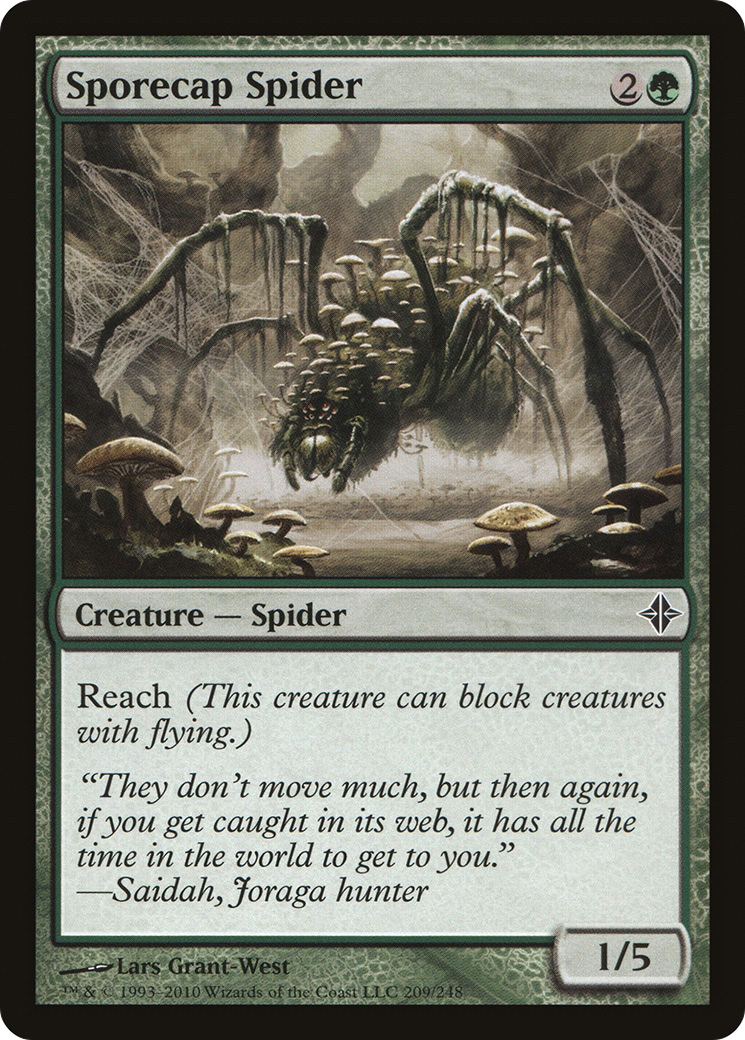 Sporecap Spider 2
Creature — Spider
Reach (This creature can block creatures
with flying.)
“They don’t move much, but then again,
if you get caught in its web, it has all the
time in the world to get to you.”
—Saidah, Joraga hunter
1/5
Lars Grant-West
™ & © 1993–2010 Wizards of the Coast LLC 209/248